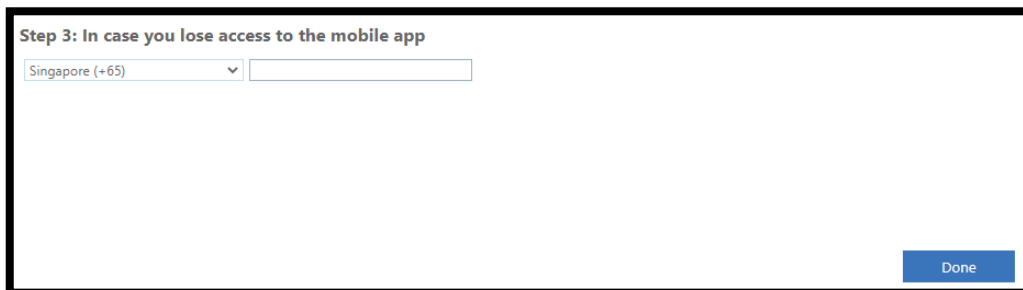 Step 3: In case you lose access to the mobile app
Singapore (+65)
Done